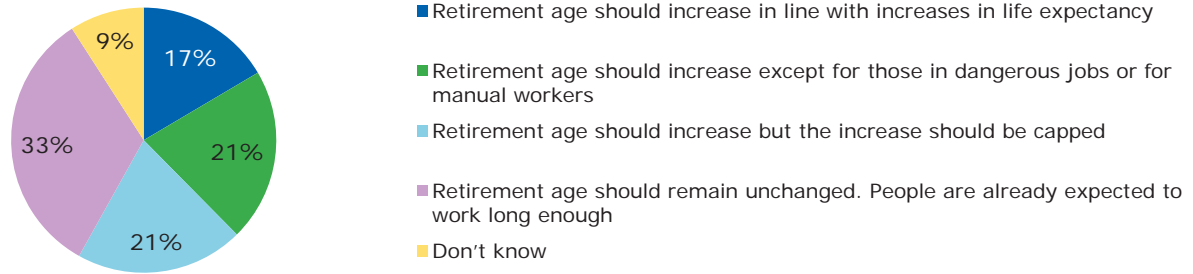 9%
17%
33%
21%
21%
Retirement age should increase in line with increases in life expectancy
Retirement age should increase except for those in dangerous jobs or for
manual workers
Retirement age should increase but the increase should be capped
Retirement age should remain unchanged. People are already expected to
work long enough
Don't know